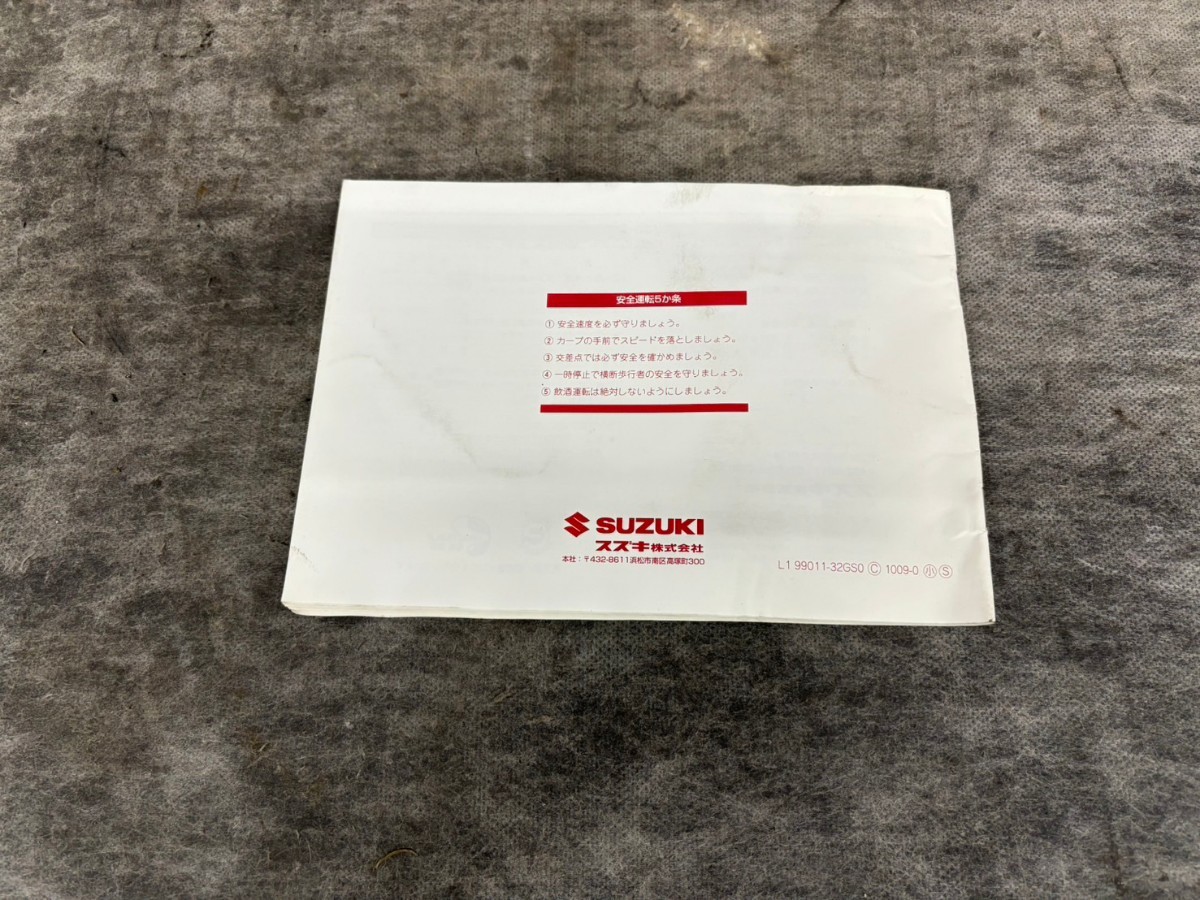 安全運転5か条
① 安全速度を必ず守りましょう。
② カーブの手前でスピードを落としましょう。
③ 交差点では必ず安全を確かめましょう。
④ 一時停止で横断歩行者の安全を守りましょう。
⑤ 飲酒運転は絶対しないようにしましょう。
SUZUKI
スズキ株式会社
本社:〒432-8611浜松市南区高塚町300
L1 99011-32GS0 Ⓒ 1009-0 ㊙Ⓢ